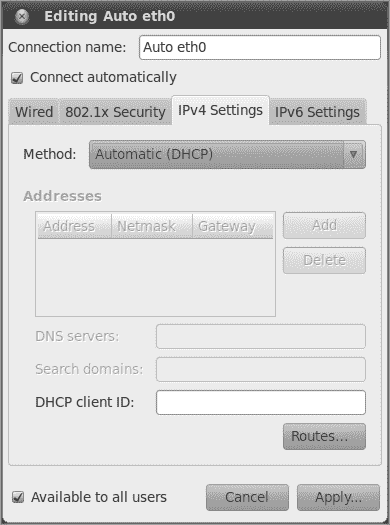 Editing Auto eth0
Connection name: Auto eth0
Connect automatically
Wired 802.1x Security IPv4 Settings IPv6 Settings
Method: Automatic (DHCP)
Addresses
Address Netmask Gateway Add
Delete
DNS servers:
Search domains:
DHCP client ID:
Routes...
Available to all users Cancel Apply...